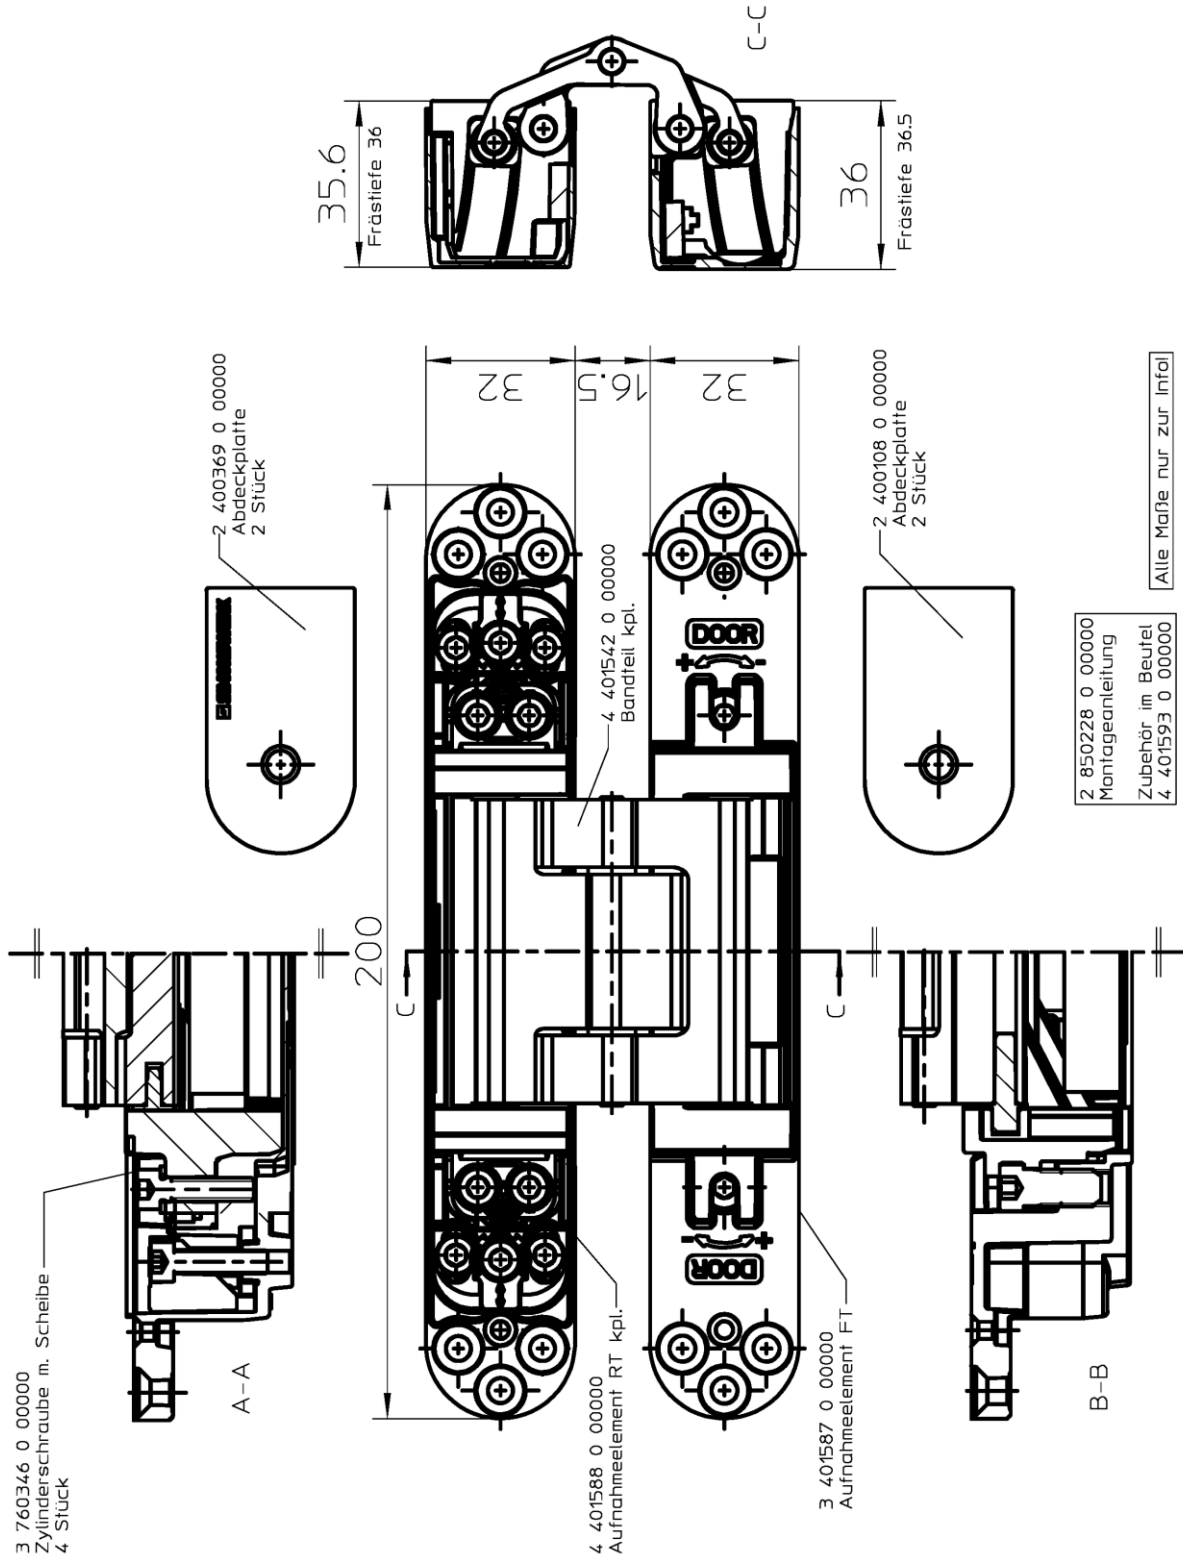 3 760346 0 00000
Zylinderschraube m. Scheibe
4 Stück
A-A
2 400369 0 00000
Abdeckplatte
2 Stück
35.6
Frästiefe 36
C-C
200
32
16.5
32
36
Frästiefe 36.5
C
C
4 401542 0 00000
Bandteil kpl.
DOOR
+
-
DOOR
-
+
4 401588 0 00000
Aufnahmeelement RT kpl.
3 401587 0 00000
Aufnahmeelement FT
B-B
2 400108 0 00000
Abdeckplatte
2 Stück
2 850228 0 00000
Montageanleitung
Zubehör im Beutel
4 401593 0 00000
Alle Maße nur zur Info!